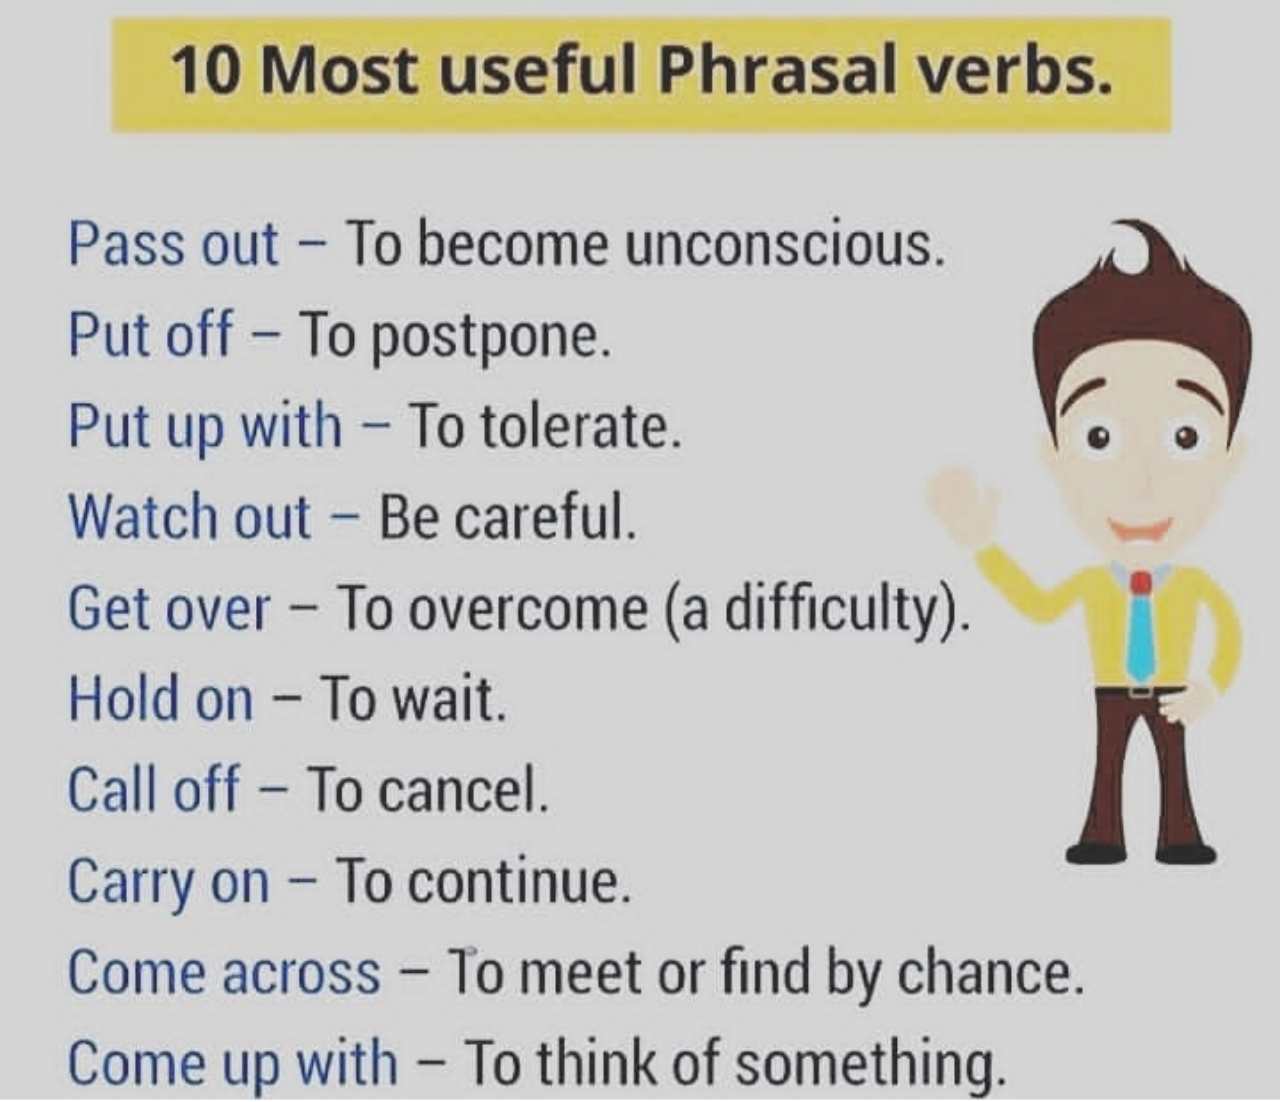 10 Most useful Phrasal verbs.
Pass out – To become unconscious.
Put off – To postpone.
Put up with – To tolerate.
Watch out – Be careful.
Get over – To overcome (a difficulty).
Hold on – To wait.
Call off – To cancel.
Carry on – To continue.
Come across – To meet or find by chance.
Come up with – To think of something.